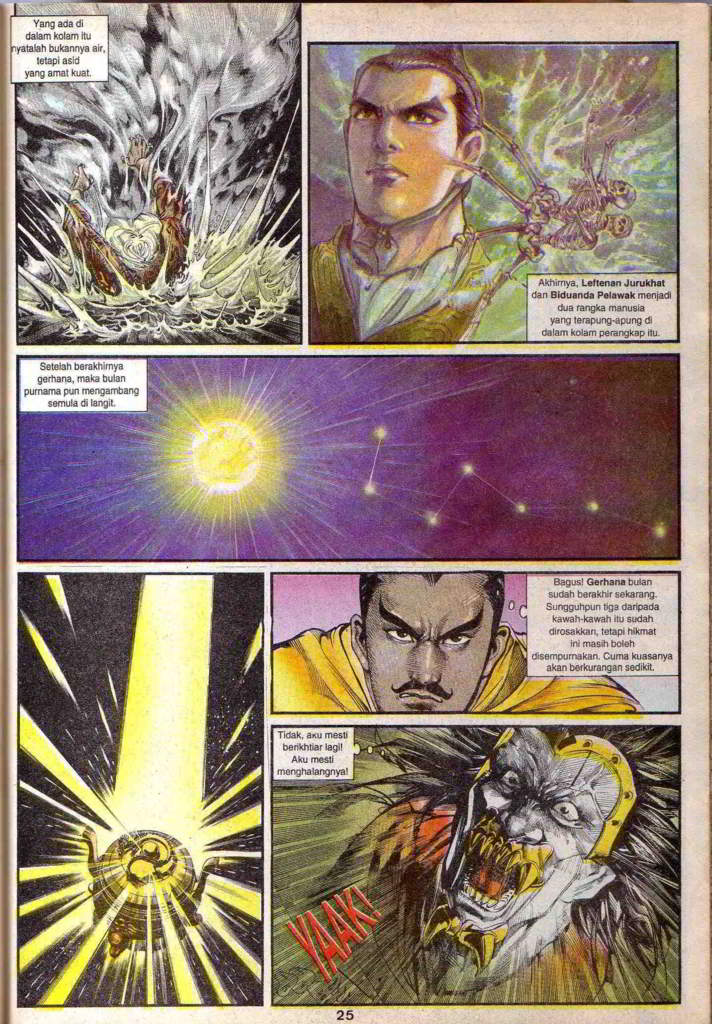 Yang ada di
dalam kolam itu
nyatalah bukannya air,
tetapi asid
yang amat kuat.
Akhirnya, Leftenan Jurukhat
dan Biduanda Pelawak menjadi
dua rangka manusia
yang terapung-apung di
dalam kolam perangkap itu.
Setelah berakhirnya
gerhana, maka bulan
purnama pun mengambang
semula di langit.
Bagus! Gerhana bulan
sudah berakhir sekarang.
Sungguhpun tiga daripada
kawah-kawah itu sudah
dirosakkan, tetapi hikmat
ini masih boleh
disempurnakan. Cuma kuasanya
akan berkurangan sedikit.
Tidak, aku mesti
berikhtiar lagi!
Aku mesti
menghalangnya!
YAAK!
25